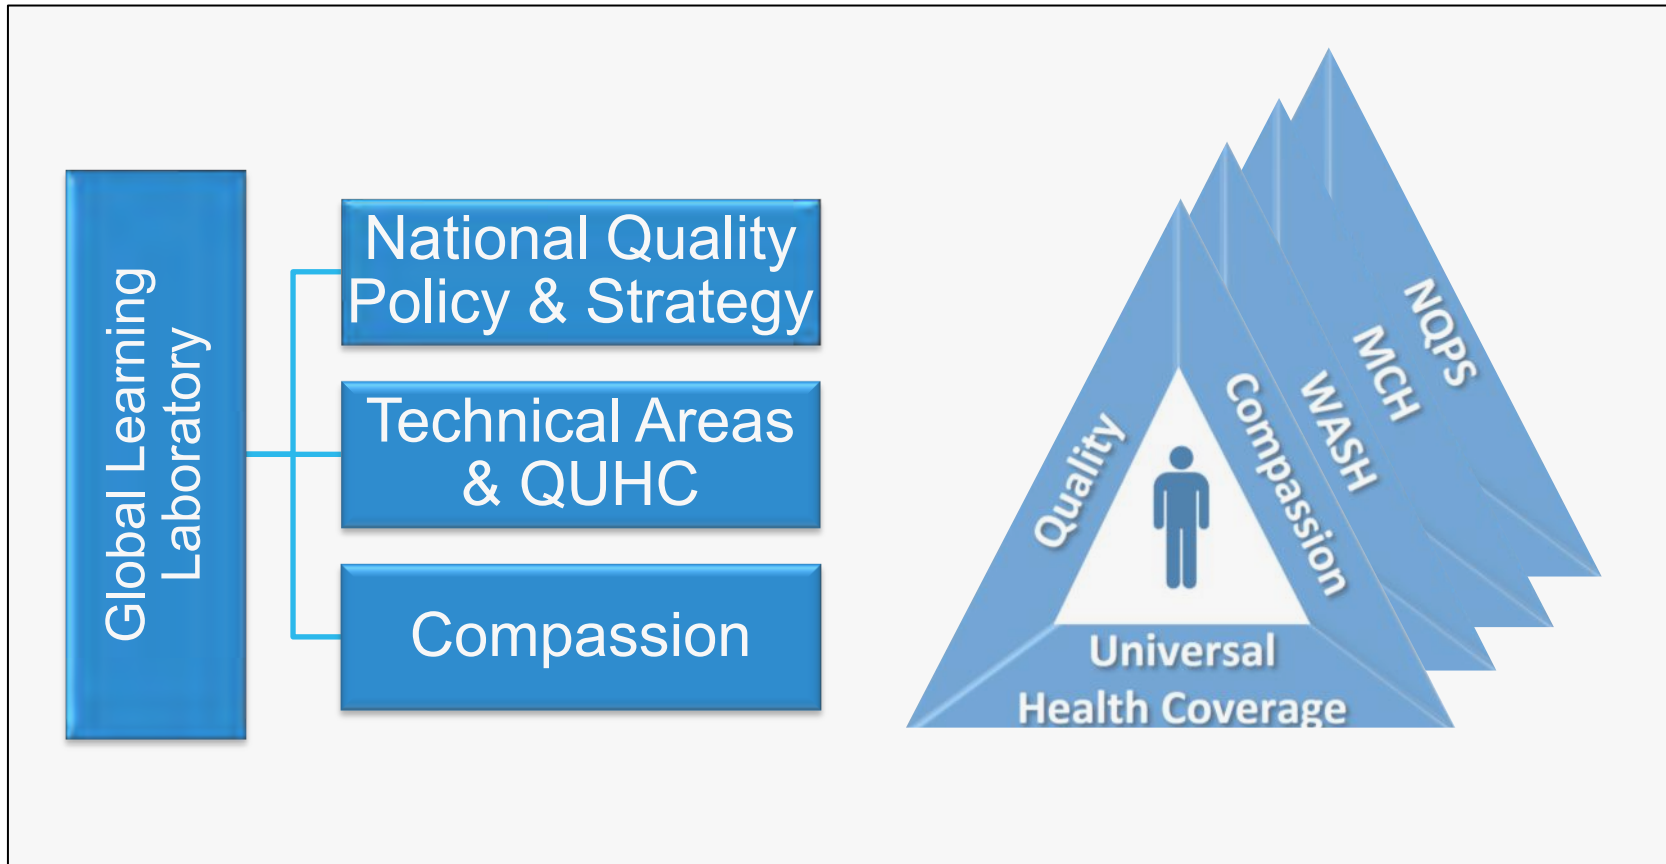 Global Learning
Laboratory
National Quality
Policy & Strategy
Technical Areas
& QUHC
Compassion
Quality
Compassion
WASH
MCH
NQPS
Universal
Health Coverage